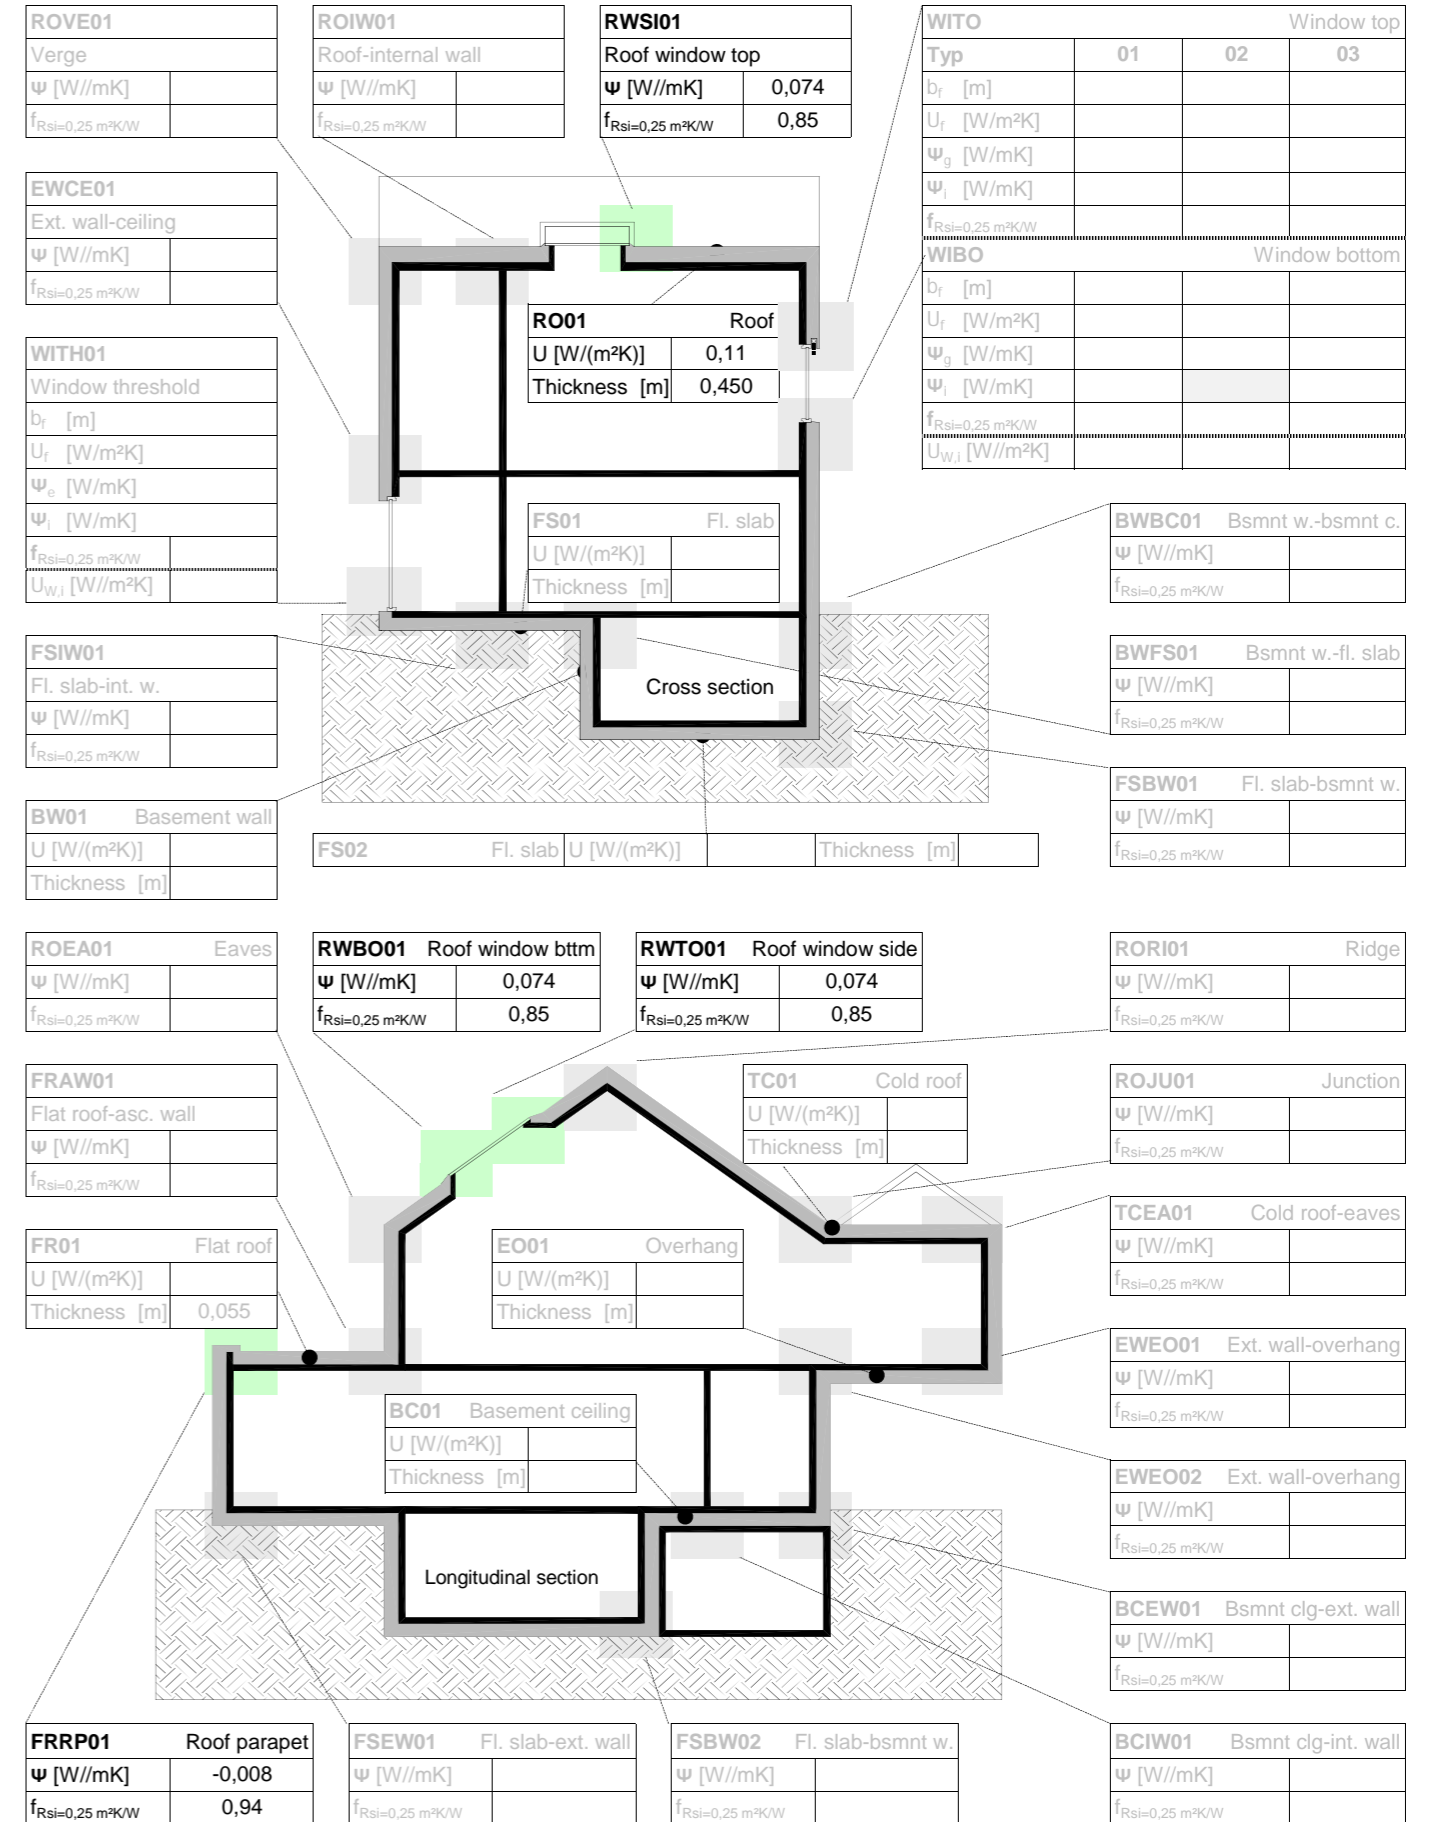 ROVE01
Verge
Ψ [W//mK]
fRsi=0,25 m²K/W
ROIW01
Roof-internal wall
Ψ [W//mK]
fRsi=0,25 m²K/W
RWSI01
Roof window top
Ψ [W//mK] 0,074
fRsi=0,25 m²K/W 0,85
WITO Window top
Typ 01 02 03
bf [m]
Uf [W/m²K]
Ψg [W/mK]
Ψi [W/mK]
fRsi=0,25 m²K/W
WIBO Window bottom
bf [m]
Uf [W/m²K]
Ψg [W/mK]
Ψi [W/mK]
fRsi=0,25 m²K/W
UW,i [W//m²K]
EWCE01
Ext. wall-ceiling
Ψ [W//mK]
fRsi=0,25 m²K/W
RO01 Roof
U [W/(m²K)] 0,11
Thickness [m] 0,450
WITH01
Window threshold
bf [m]
Uf [W/m²K]
Ψe [W/mK]
Ψi [W/mK]
fRsi=0,25 m²K/W
UW,i [W//m²K]
FS01 Fl. slab
U [W/(m²K)]
Thickness [m]
BWBC01 Bsmnt w.-bsmnt c.
Ψ [W//mK]
fRsi=0,25 m²K/W
FSIW01
Fl. slab-int. w.
Ψ [W//mK]
fRsi=0,25 m²K/W
Cross section
BWFS01 Bsmnt w.-fl. slab
Ψ [W//mK]
fRsi=0,25 m²K/W
FSBW01 Fl. slab-bsmnt w.
Ψ [W//mK]
fRsi=0,25 m²K/W
BW01 Basement wall
U [W/(m²K)]
Thickness [m]
FS02 Fl. slab U [W/(m²K)] Thickness [m]
ROEA01 Eaves
Ψ [W//mK]
fRsi=0,25 m²K/W
RWBO01 Roof window bttm
Ψ [W//mK] 0,074
fRsi=0,25 m²K/W 0,85
RWTO01 Roof window side
Ψ [W//mK] 0,074
fRsi=0,25 m²K/W 0,85
RORI01 Ridge
Ψ [W//mK]
fRsi=0,25 m²K/W
FRAW01
Flat roof-asc. wall
Ψ [W//mK]
fRsi=0,25 m²K/W
TC01 Cold roof
U [W/(m²K)]
Thickness [m]
ROJU01 Junction
Ψ [W//mK]
fRsi=0,25 m²K/W
FR01 Flat roof
U [W/(m²K)]
Thickness [m] 0,055
EO01 Overhang
U [W/(m²K)]
Thickness [m]
TCEA01 Cold roof-eaves
Ψ [W//mK]
fRsi=0,25 m²K/W
EWEO01 Ext. wall-overhang
Ψ [W//mK]
fRsi=0,25 m²K/W
BC01 Basement ceiling
U [W/(m²K)]
Thickness [m]
EWEO02 Ext. wall-overhang
Ψ [W//mK]
fRsi=0,25 m²K/W
Longitudinal section
BCEW01 Bsmnt clg-ext. wall
Ψ [W//mK]
fRsi=0,25 m²K/W
FRRP01 Roof parapet
Ψ [W//mK] -0,008
fRsi=0,25 m²K/W 0,94
FSEW01 Fl. slab-ext. wall
Ψ [W//mK]
fRsi=0,25 m²K/W
FSBW02 Fl. slab-bsmnt w.
Ψ [W//mK]
fRsi=0,25 m²K/W
BCIW01 Bsmnt clg-int. wall
Ψ [W//mK]
fRsi=0,25 m²K/W